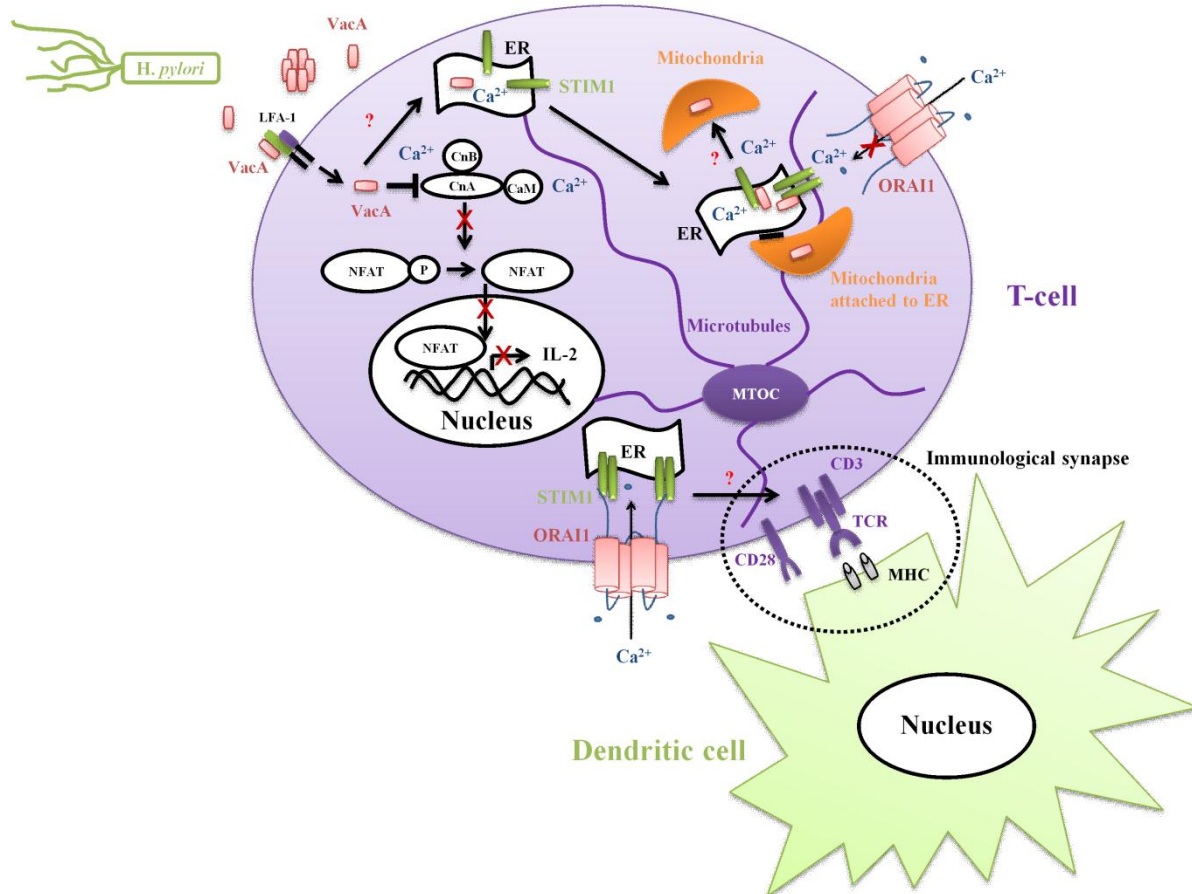 VacA
VacA
H. pylori
LFA-1
VacA
?
VacA
ER
STIM1
Ca²⁺
Ca²⁺
CnB
CnA
CaM
Ca²⁺
X
NFAT
P
NFAT
X
NFAT
X
IL-2
Nucleus
Mitochondria
?
Ca²⁺
Ca²⁺
Ca²⁺
X
ORAI1
Ca²⁺
ER
Mitochondria
attached to ER
T-cell
Microtubules
MTOC
ER
STIM1
ORAI1
Ca²⁺
?
Immunological synapse
CD3
TCR
CD28
MHC
Nucleus
Dendritic cell